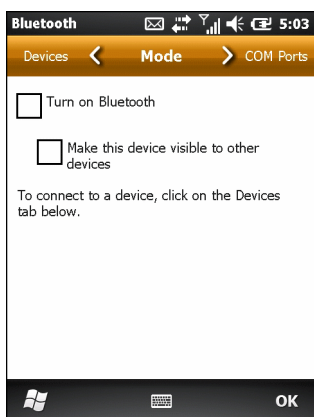 Bluetooth 5:03
Devices Mode COM Ports
Turn on Bluetooth
Make this device visible to other
devices
To connect to a device, click on the Devices
tab below.
OK